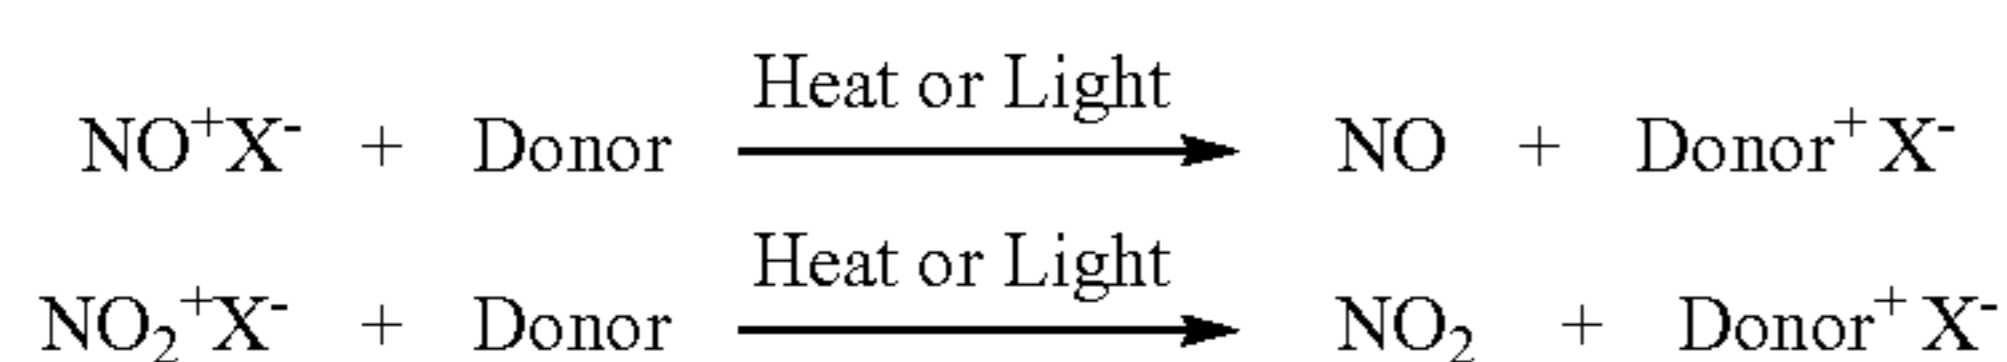 Heat or Light
NO⁺X⁻ + Donor NO + Donor⁺X⁻
Heat or Light
NO₂⁺X⁻ + Donor NO₂ + Donor⁺X⁻